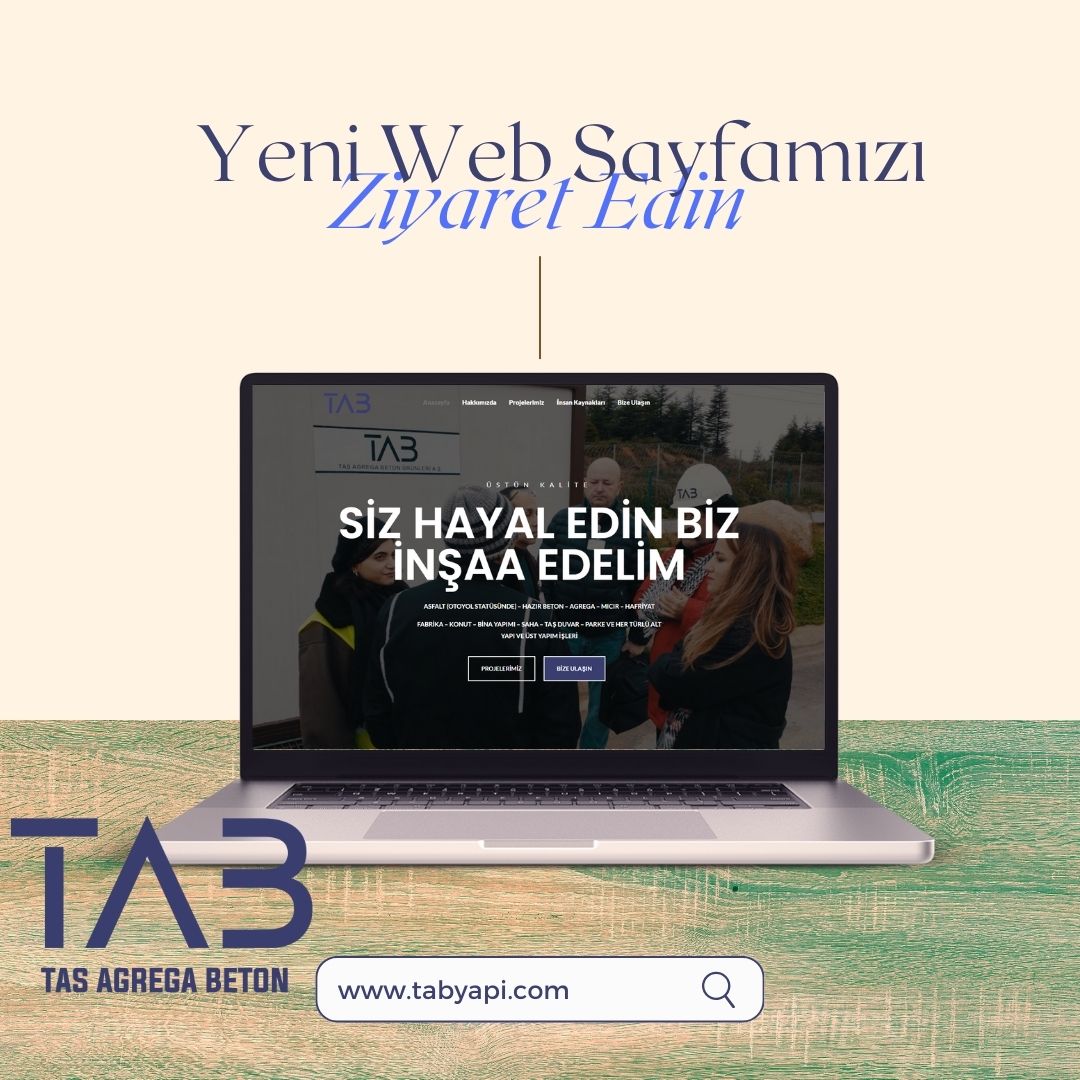 Yeni Web Sayfamızı
Ziyaret Edin
TAB
Anasayfa Hakkımızda Projelerimiz İnsan Kaynakları Bize Ulaşın
TAB
TAŞ AGREGA BETON ÜRÜNLERİ A.Ş.
TAB
ÜSTÜN KALİTE
SİZ HAYAL EDİN BİZ
İNŞAA EDELİM
ASFALT (OTOYOL STATÜSÜNDE) – HAZIR BETON – AGREGA – MICIR – HAFRİYAT
FABRİKA – KONUT – BİNA YAPIMI – SAHA – TAŞ DUVAR – PARKE VE HER TÜRLÜ ALT
YAPI VE ÜST YAPIM İŞLERİ
PROJELERİMİZ BİZE ULAŞIN
TAB
TAS AGREGA BETON
www.tabyapi.com